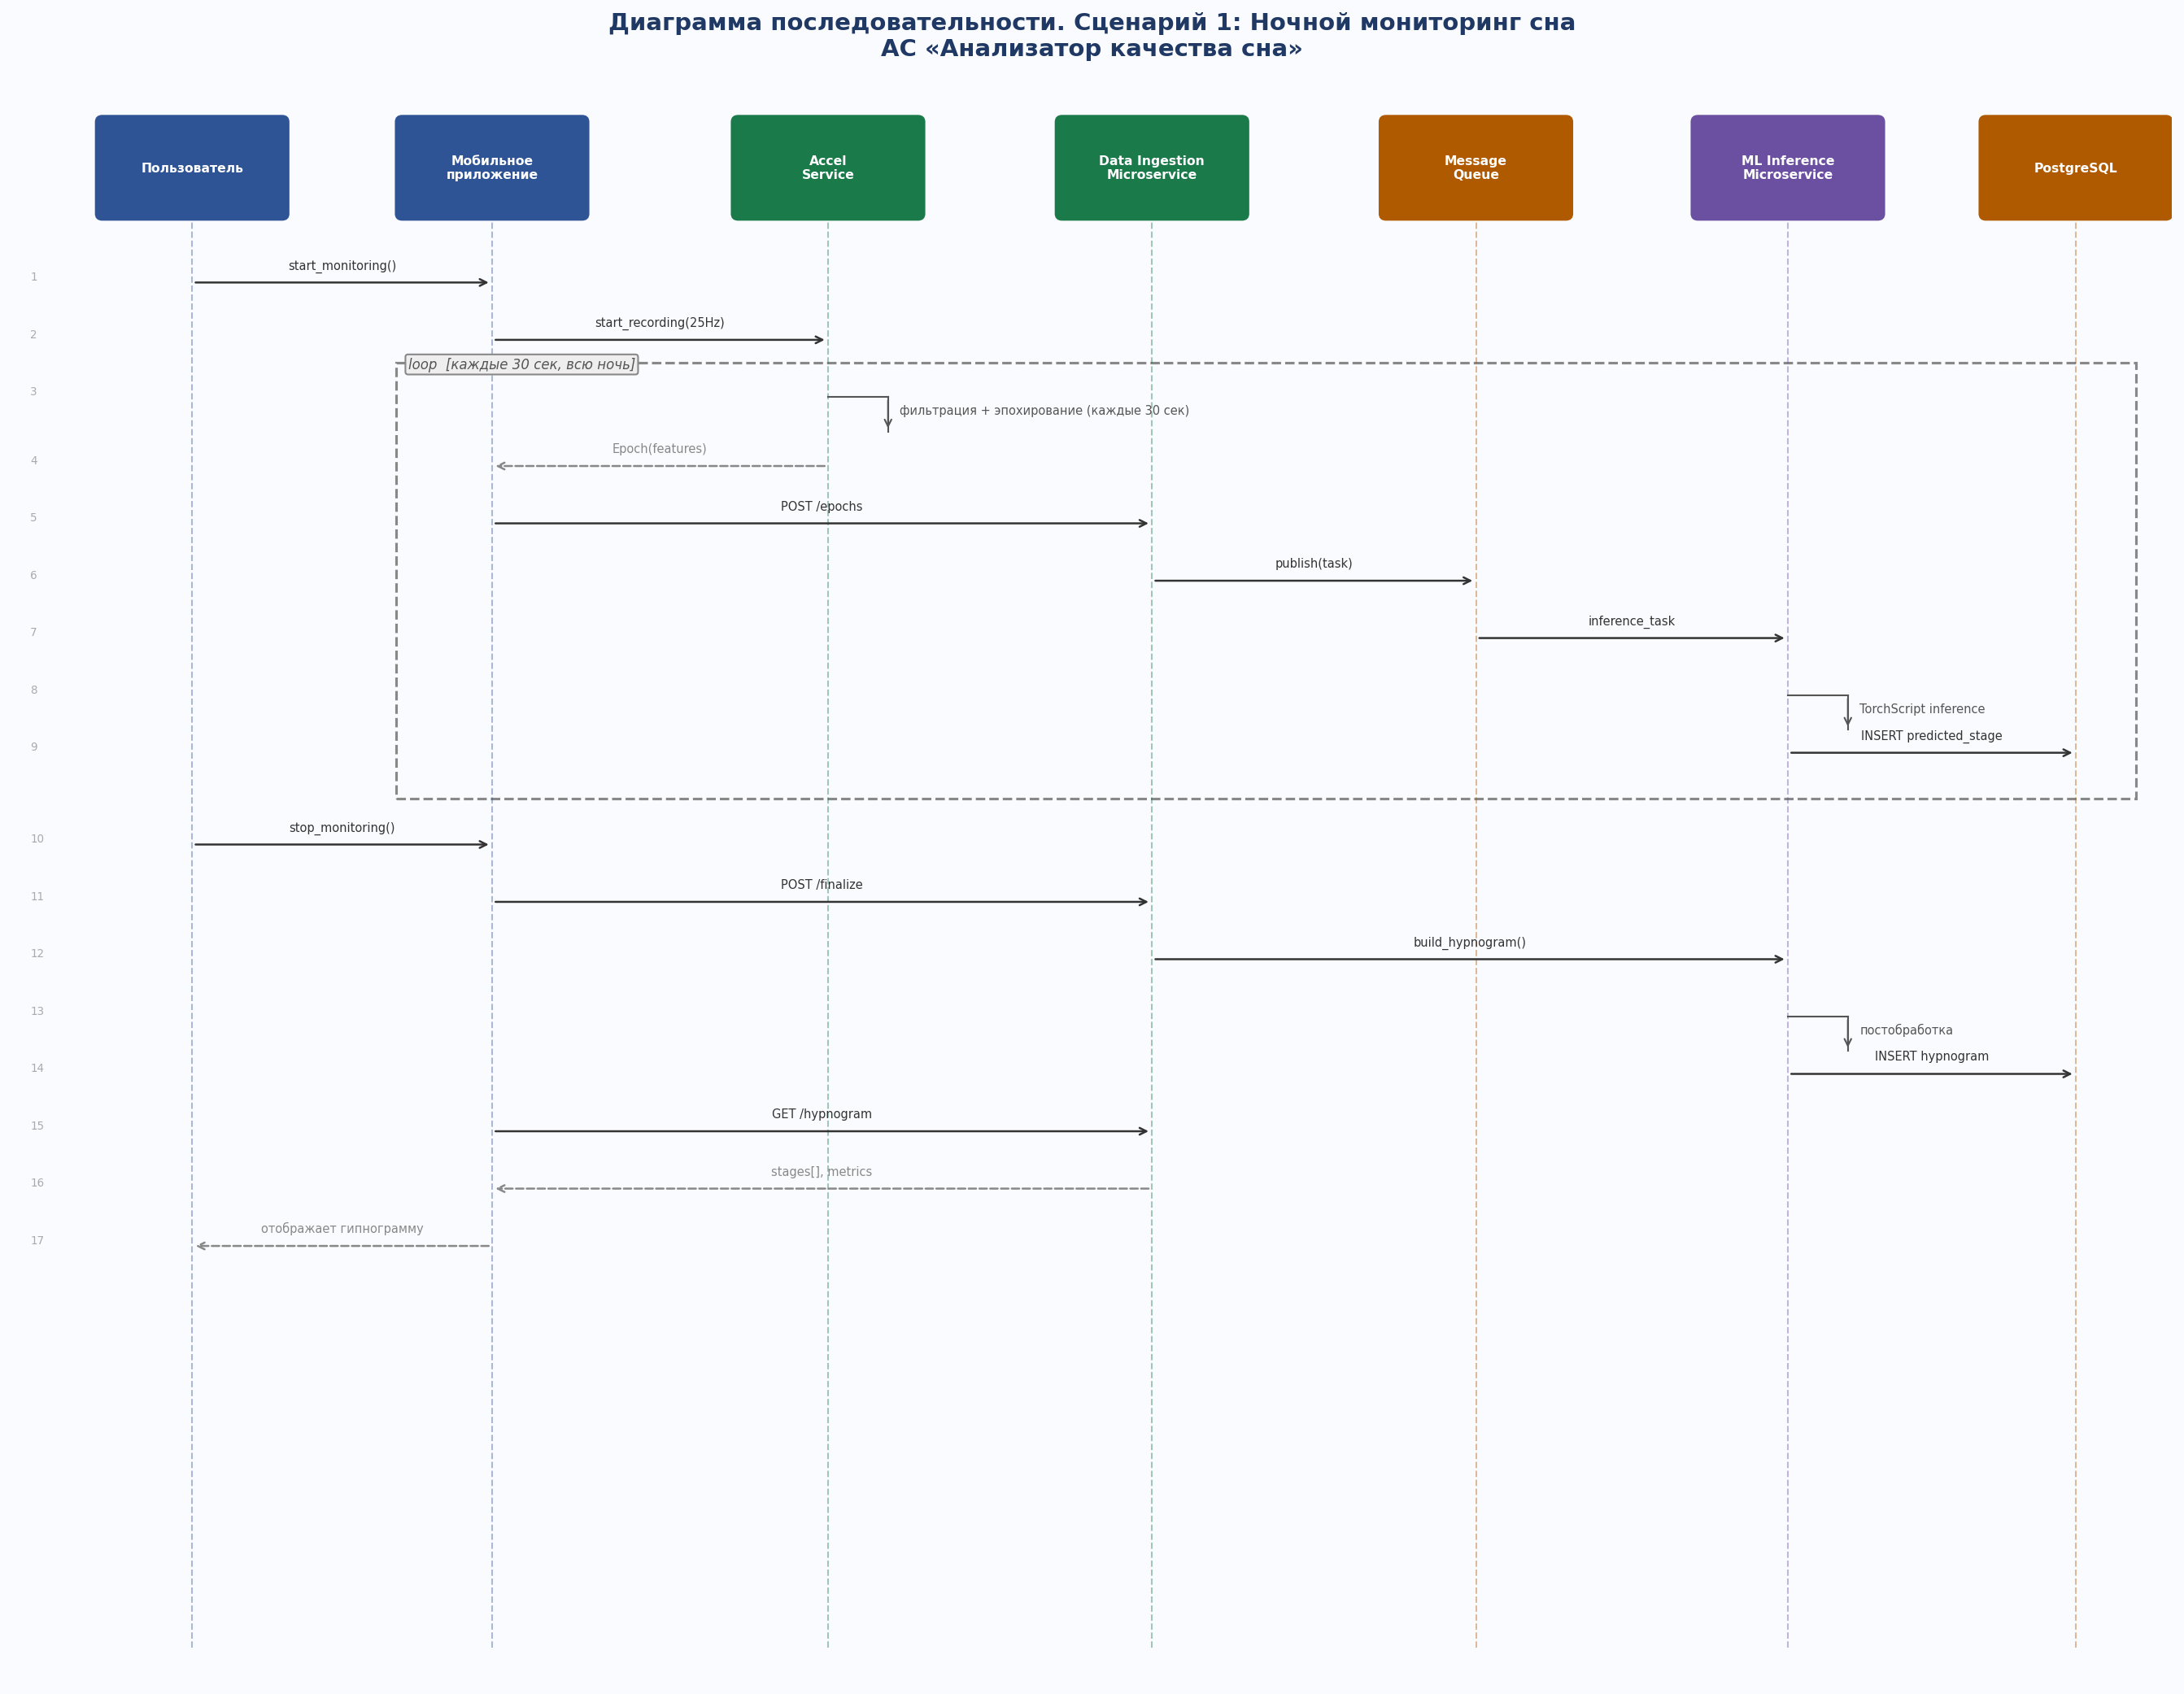 Диаграмма последовательности. Сценарий 1: Ночной мониторинг сна
АС «Анализатор качества сна»
Пользователь
Мобильное
приложение
Accel
Service
Data Ingestion
Microservice
Message
Queue
ML Inference
Microservice
PostgreSQL
1
start_monitoring()
2
start_recording(25Hz)
loop  [каждые 30 сек, всю ночь]
3
фильтрация + эпохирование (каждые 30 сек)
4
Epoch(features)
5
POST /epochs
6
publish(task)
7
inference_task
8
TorchScript inference
9
INSERT predicted_stage
10
stop_monitoring()
11
POST /finalize
12
build_hypnogram()
13
постобработка
14
INSERT hypnogram
15
GET /hypnogram
16
stages[], metrics
17
отображает гипнограмму